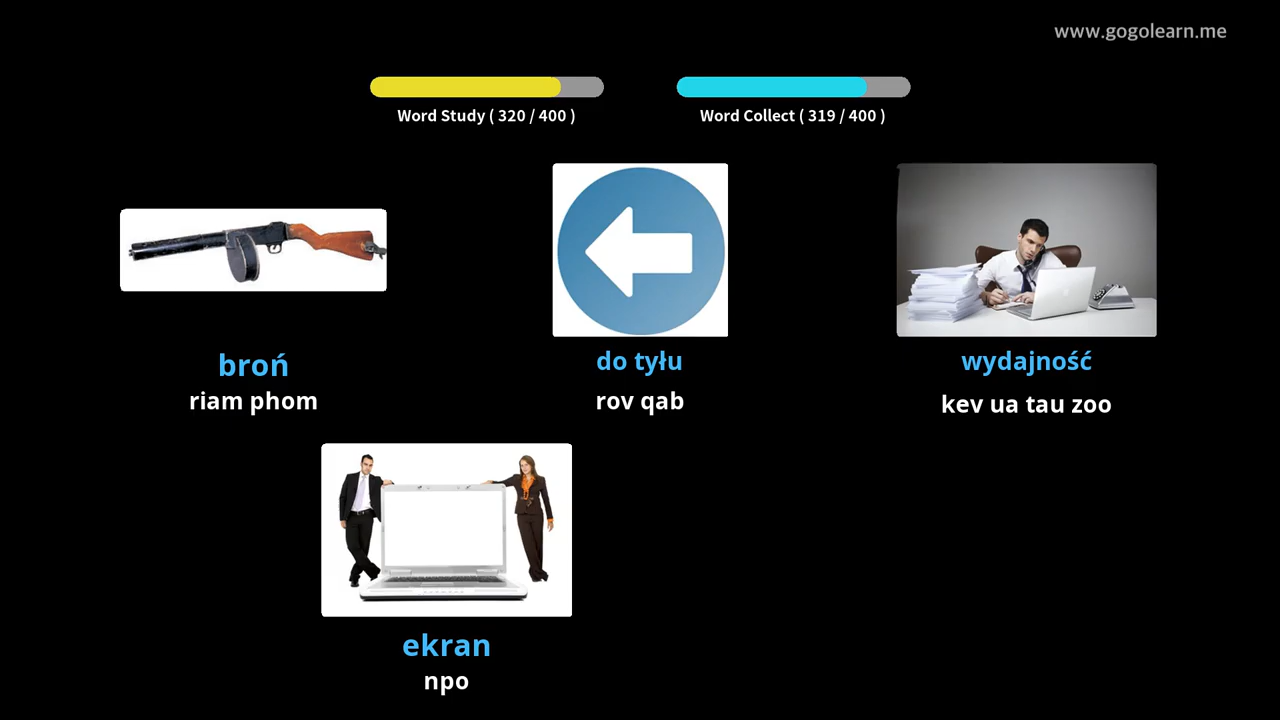 www.gogolearn.me
Word Study ( 320 / 400 )
Word Collect ( 319 / 400 )
broń
riam phom
do tyłu
rov qab
wydajność
kev ua tau zoo
ekran
npo